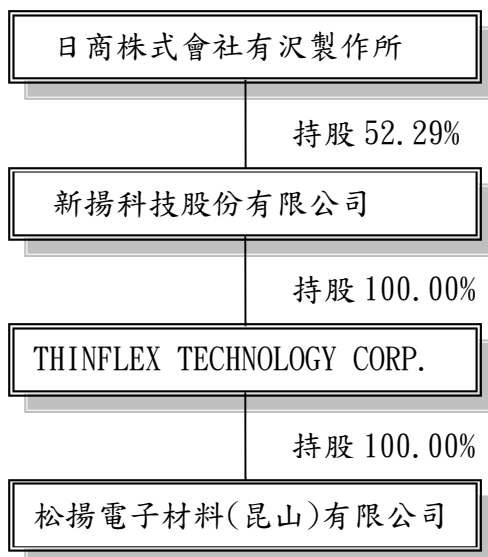 日商株式會社有沢製作所
持股 52.29%
新揚科技股份有限公司
持股 100.00%
THINFLEX TECHNOLOGY CORP.
持股 100.00%
松揚電子材料(昆山)有限公司